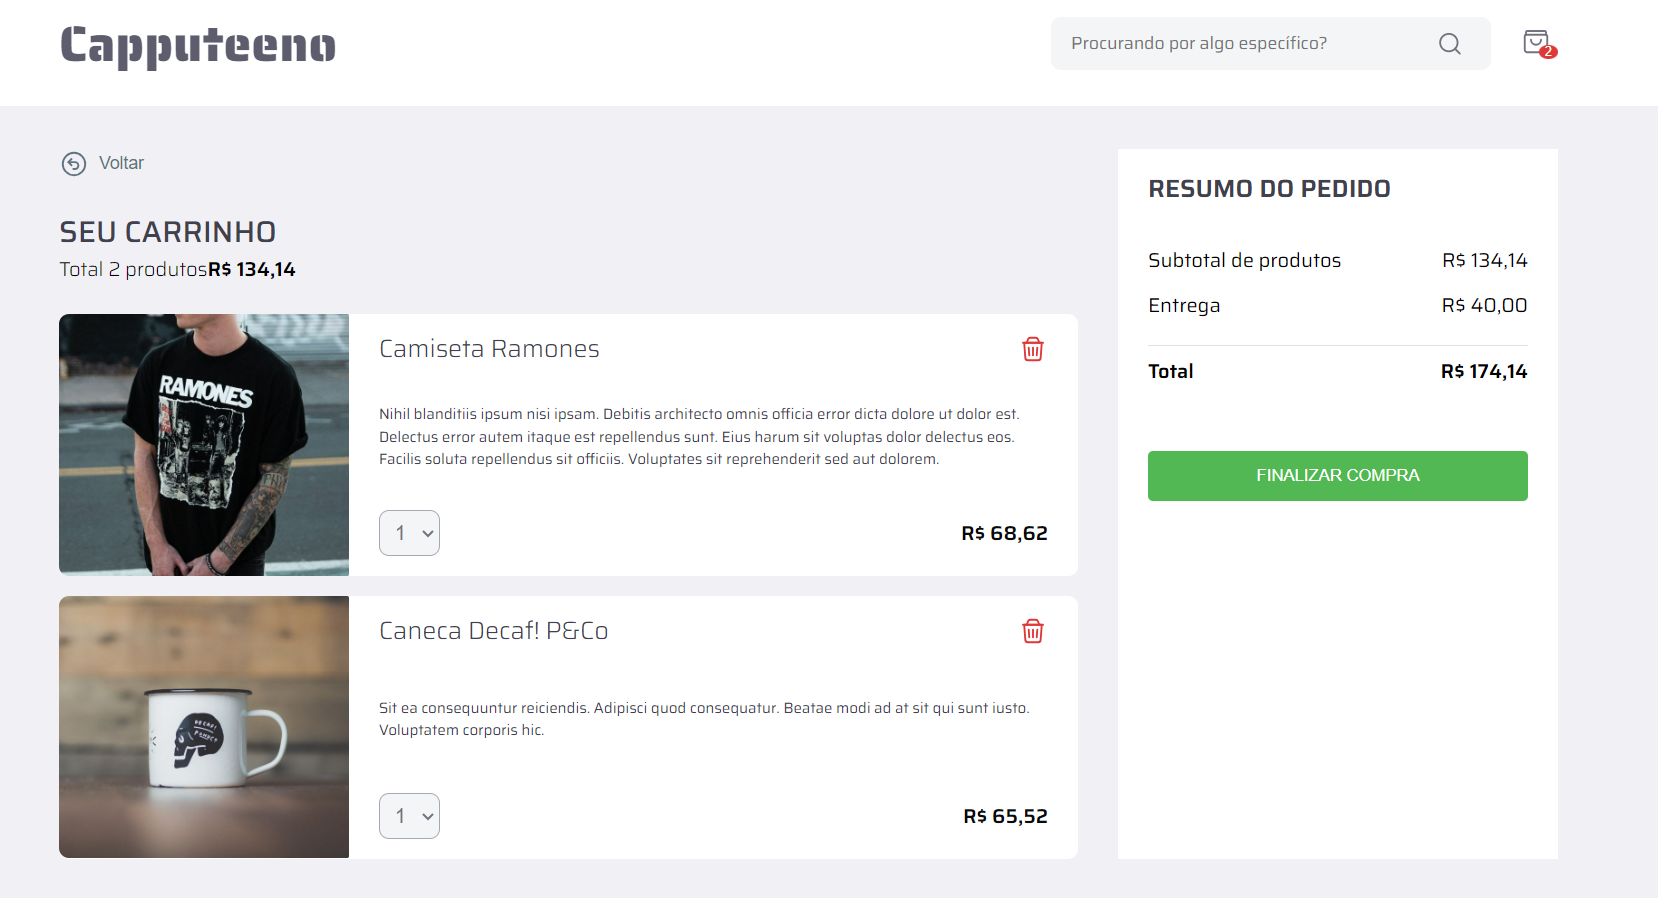 Capputeeno
Procurando por algo específico?
2
Voltar
SEU CARRINHO
Total 2 produtosR$ 134,14
RAMONES
Camiseta Ramones
Nihil blanditiis ipsum nisi ipsam. Debitis architecto omnis officia error dicta dolore ut dolor est.
Delectus error autem itaque est repellendus sunt. Eius harum sit voluptas dolor delectus eos.
Facilis soluta repellendus sit officiis. Voluptates sit reprehenderit sed aut dolorem.
1
R$ 68,62
Caneca Decaf! P&Co
Sit ea consequuntur reiciendis. Adipisci quod consequatur. Beatae modi ad at sit qui sunt iusto.
Voluptatem corporis hic.
1
R$ 65,52
RESUMO DO PEDIDO
Subtotal de produtos R$ 134,14
Entrega R$ 40,00
Total R$ 174,14
FINALIZAR COMPRA